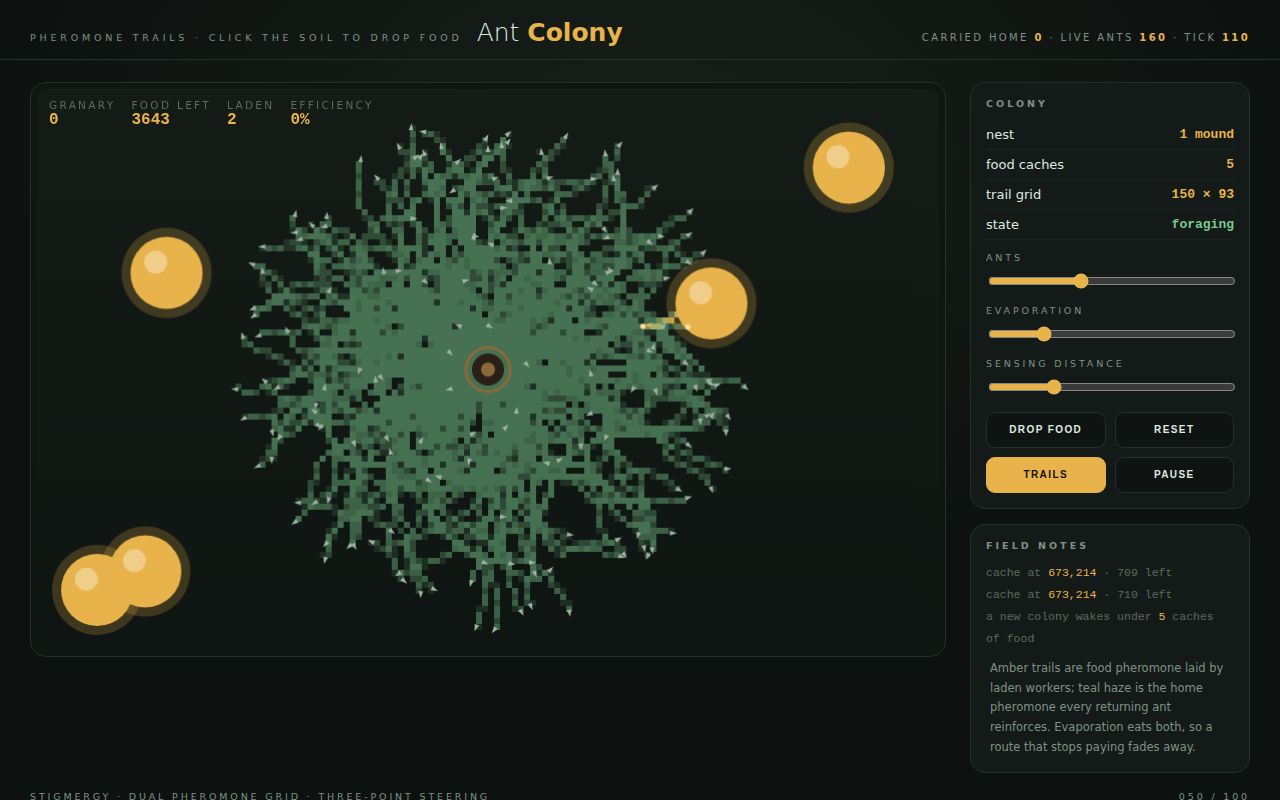 PHEROMONE TRAILS · CLICK THE SOIL TO DROP FOOD Ant Colony CARRIED HOME 0 · LIVE ANTS 160 · TICK 110
GRANARY FOOD LEFT LADEN EFFICIENCY
0 3643 2 0%
COLONY
nest 1 mound
food caches 5
trail grid 150 × 93
state foraging
ANTS
EVAPORATION
SENSING DISTANCE
DROP FOOD RESET
TRAILS PAUSE
FIELD NOTES
cache at 673,214 · 709 left
cache at 673,214 · 710 left
a new colony wakes under 5 caches
of food
Amber trails are food pheromone laid by
laden workers; teal haze is the home
pheromone every returning ant
reinforces. Evaporation eats both, so a
route that stops paying fades away.
STIGMERGY · DUAL PHEROMONE GRID · THREE-POINT STEERING 050 / 100